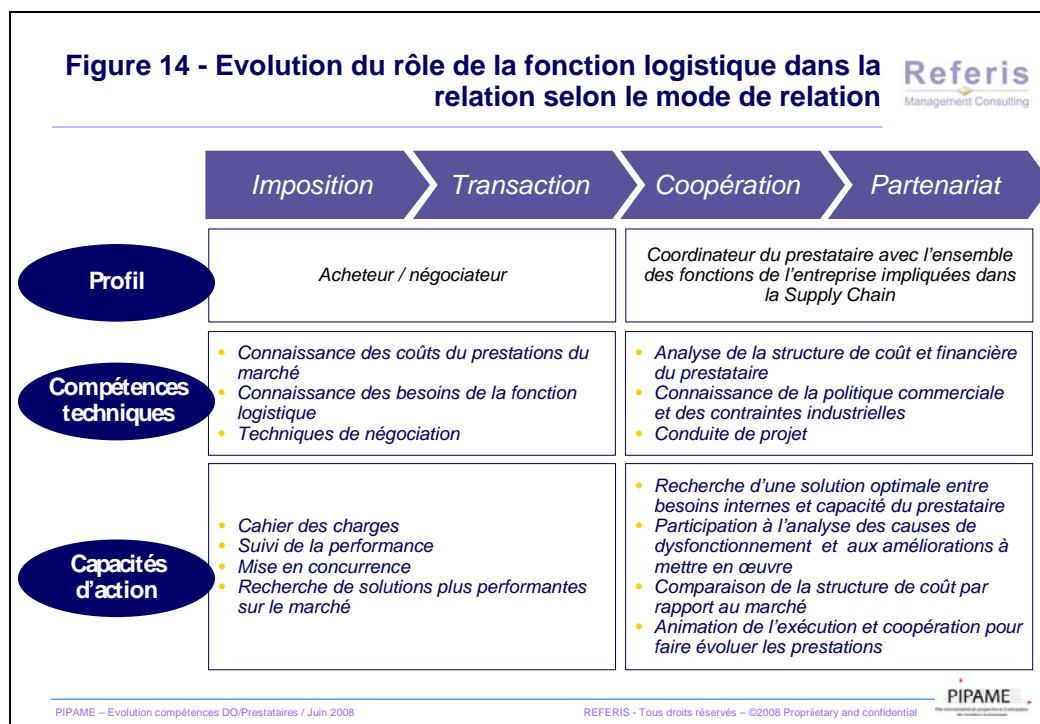 Figure 14 - Evolution du rôle de la fonction logistique dans la
relation selon le mode de relation
Referis
Management Consulting
Imposition
Transaction
Coopération
Partenariat
Profil
Acheteur / négociateur
Coordinateur du prestataire avec l'ensemble
des fonctions de l'entreprise impliquées dans
la Supply Chain
Compétences
techniques
• Connaissance des coûts du prestations du
marché
• Connaissance des besoins de la fonction
logistique
• Techniques de négociation
• Analyse de la structure de coût et financière
du prestataire
• Connaissance de la politique commerciale
et des contraintes industrielles
• Conduite de projet
Capacités
d'action
• Cahier des charges
• Suivi de la performance
• Mise en concurrence
• Recherche de solutions plus performantes
sur le marché
• Recherche d'une solution optimale entre
besoins internes et capacité du prestataire
• Participation à l'analyse des causes de
dysfonctionnement et aux améliorations à
mettre en œuvre
• Comparaison de la structure de coût par
rapport au marché
• Animation de l'exécution et coopération pour
faire évoluer les prestations
PIPAME – Evolution compétences DO/Prestataires / Juin 2008
REFERIS - Tous droits réservés – ©2008 Propriietary and confidential
PIPAME